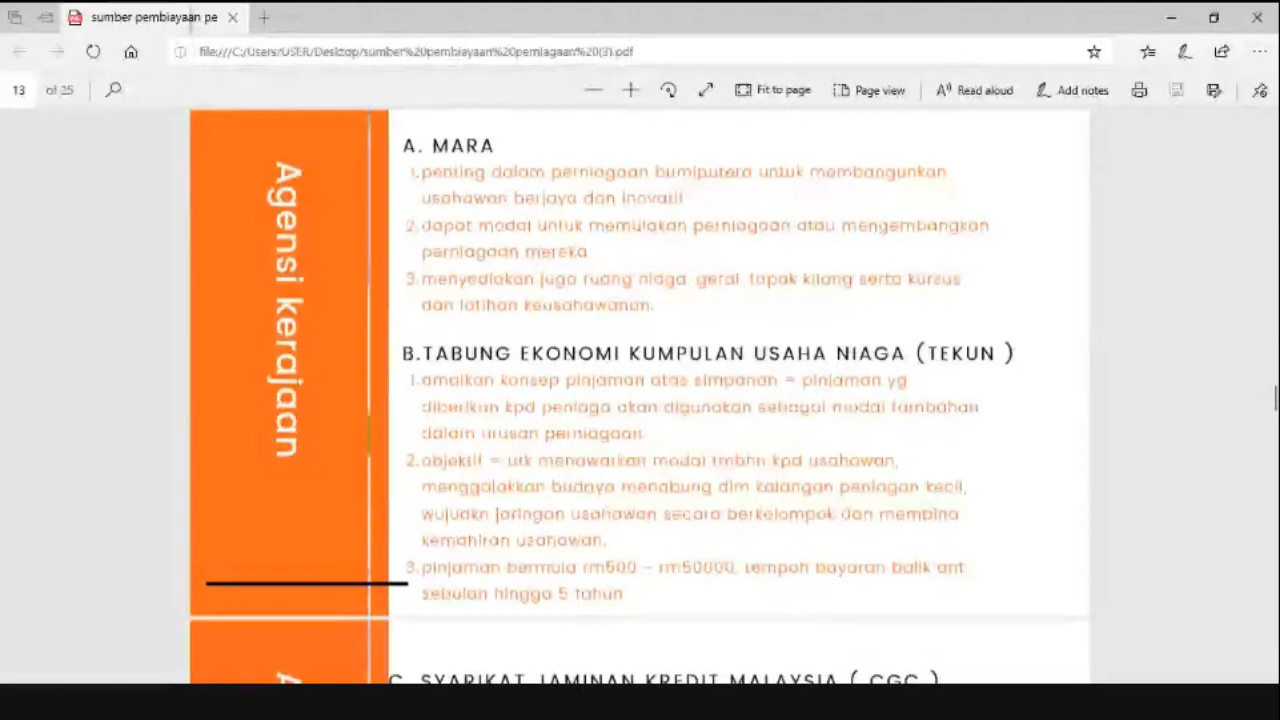 sumber pembiayaan pe
file:///C:/Users/USER/Desktop/sumber%20pembiayaan%20perniagaan%20(3).pdf
13 of 25
Fit to page
Page view
Read aloud
Add notes
Agensi kerajaan
A. MARA
1. penting dalam perniagaan bumiputera untuk membangunkan
usahawan berjaya dan inovatif
2. dapat modal untuk memulakan perniagaan atau mengembangkan
perniagaan mereka
3. menyediakan juga ruang niaga, gerai, tapak kilang serta kursus
dan latihan keusahawanan.
B.TABUNG EKONOMI KUMPULAN USAHA NIAGA (TEKUN )
1. amalkan konsep pinjaman atas simpanan = pinjaman yg
diberikan kpd peniaga akan digunakan sebagai modal tambahan
dalam urusan perniagaan
2. objektif = utk menawarkan modal tmbhn kpd usahawan,
menggalakkan budaya menabung dlm kalangan peniagan kecil,
wujudkn jaringan usahawan secara berkelompok dan membina
kemahiran usahawan.
3. pinjaman bermula rm500 - rm50000, tempoh bayaran balik ant
sebulan hingga 5 tahun
C. SYARIKAT JAMINAN KREDIT MALAYSIA ( CGC )